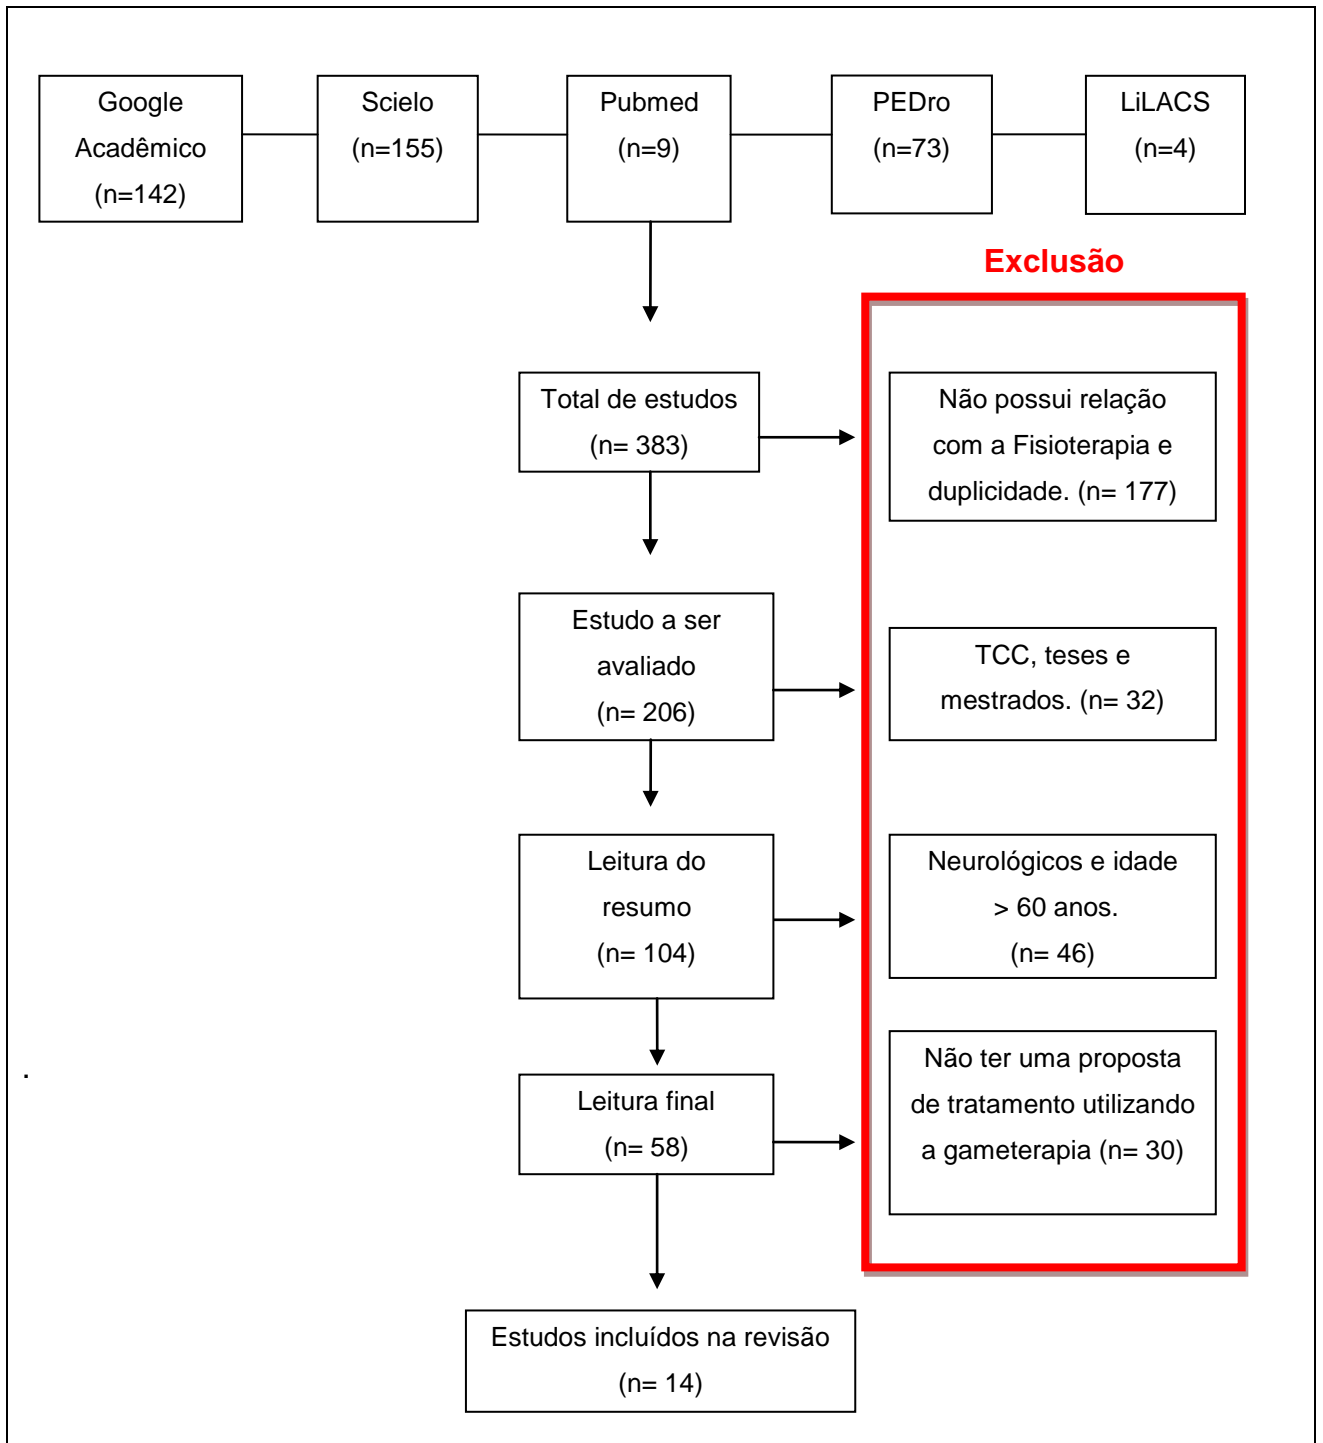 Google
Acadêmico
(n=142)
Scielo
(n=155)
Pubmed
(n=9)
PEDro
(n=73)
LiLACS
(n=4)
Exclusão
Total de estudos
(n= 383)
Não possui relação
com a Fisioterapia e
duplicidade. (n= 177)
Estudo a ser
avaliado
(n= 206)
TCC, teses e
mestrados. (n= 32)
Leitura do
resumo
(n= 104)
Neurológicos e idade
> 60 anos.
(n= 46)
.
Leitura final
(n= 58)
Não ter uma proposta
de tratamento utilizando
a gameterapia (n= 30)
Estudos incluídos na revisão
(n= 14)